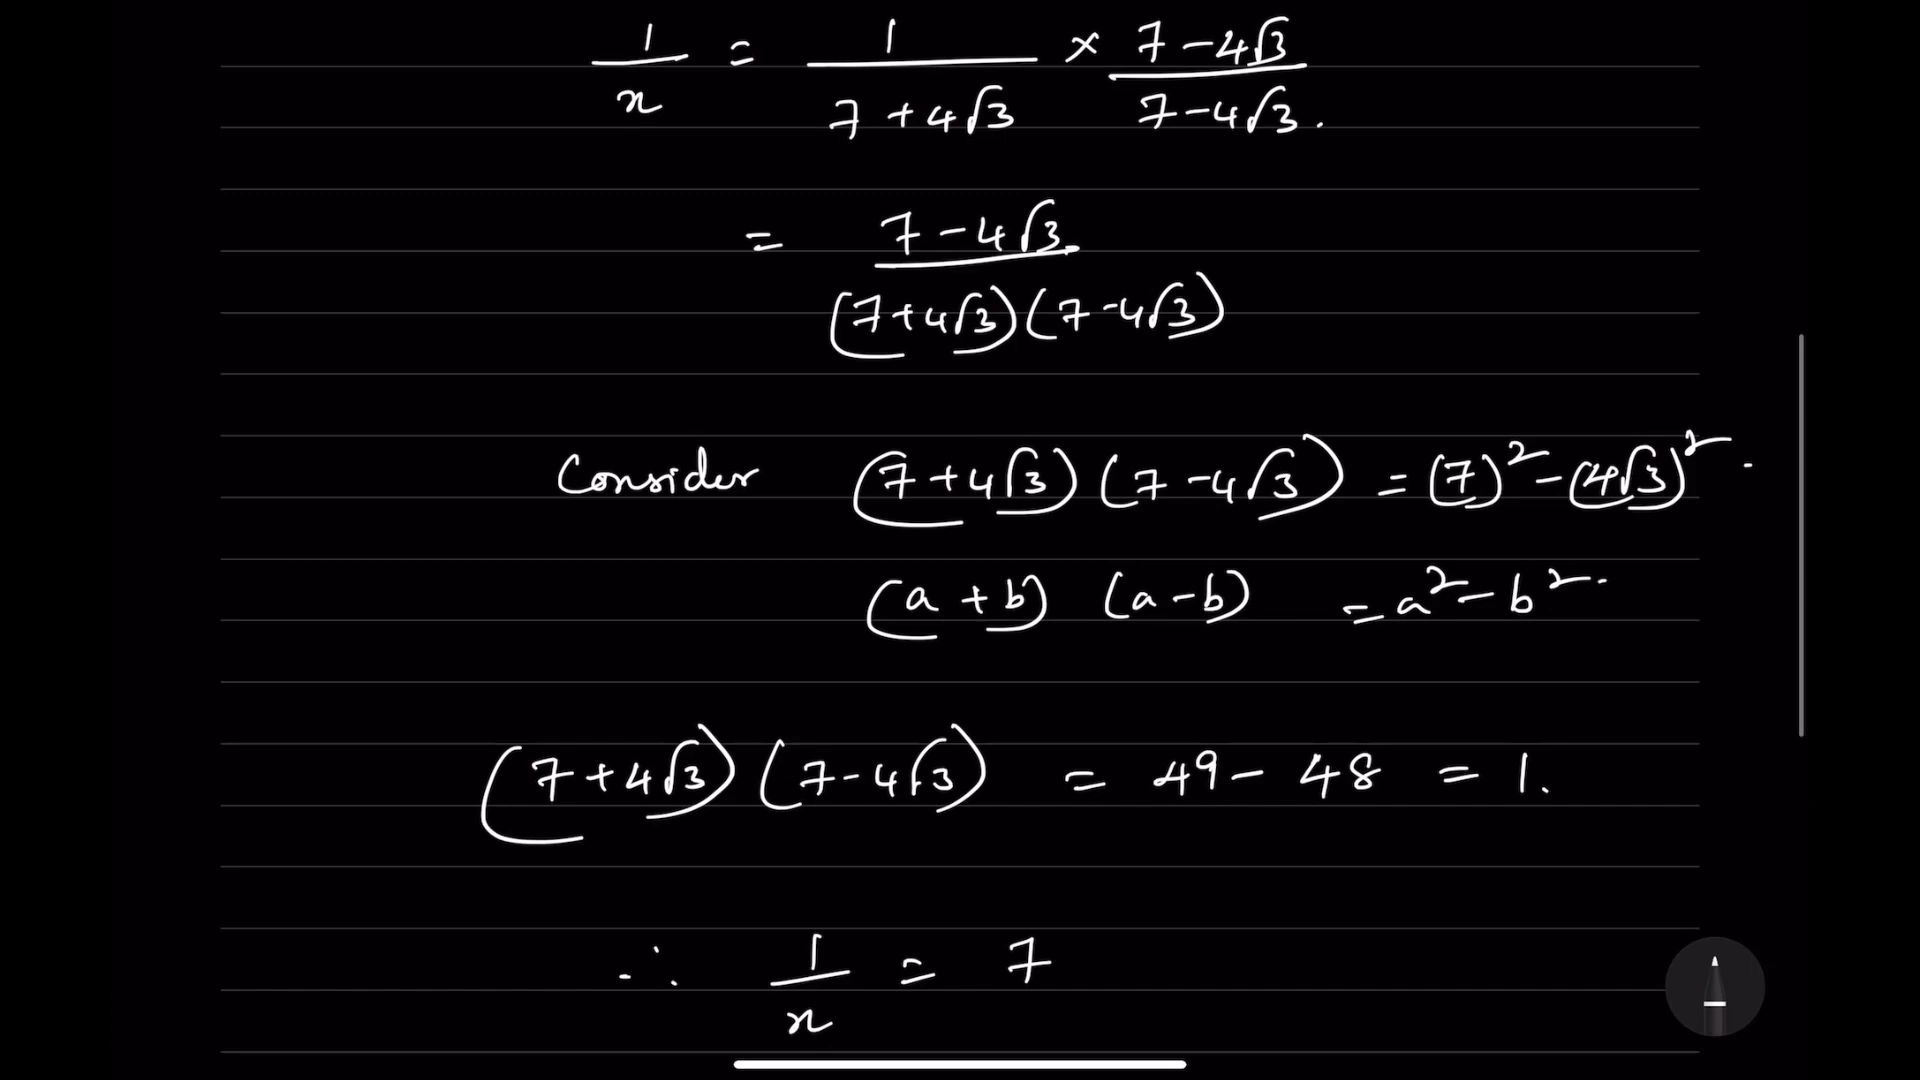 1/x = 1/(7+4√3) × (7-4√3)/(7-4√3).
= (7-4√3)/((7+4√3)(7-4√3))
Consider (7+4√3)(7-4√3) = (7)²-(4√3)².
(a+b) (a-b) = a²-b².
(7+4√3)(7-4√3) = 49-48 = 1.
∴ 1/x = 7